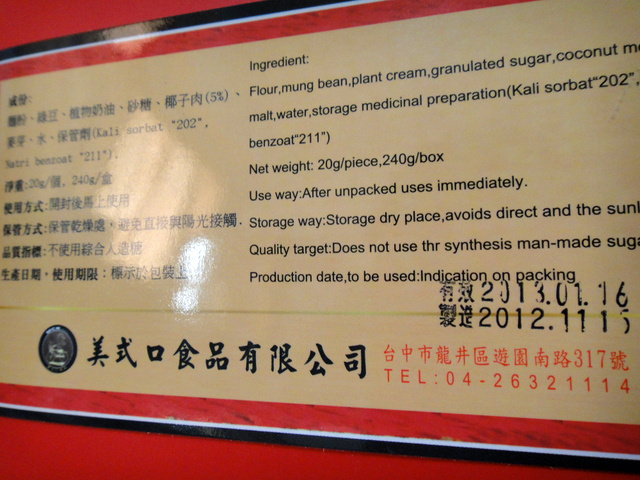 成份:
麵粉、綠豆、植物奶油、砂糖、椰子肉(5%)、
麥芽、水、保管劑(Kali sorbat "202",
Natri benzoat "211"),
淨重:20g/個, 240g/盒
使用方式:開封後馬上使用
保管方式:保管乾燥處,避免直接與陽光接觸.
品質指標:不使用綜合人造糖
生產日期,使用期限:標示於包裝上
Ingredient:
Flour,mung bean,plant cream,granulated sugar,coconut
malt,water,storage medicinal preparation(Kali sorbat"202",
benzoat"211")
Net weight: 20g/piece,240g/box
Use way:After unpacked uses immediately.
Storage way:Storage dry place,avoids direct and the
Quality target:Does not use thr synthesis man-made
Production date,to be used:Indication on packing
有效2013.01.16
製造2012.11 15
美式口食品有限公司
台中市龍井區遊園南路317號
TEL:04-26321114